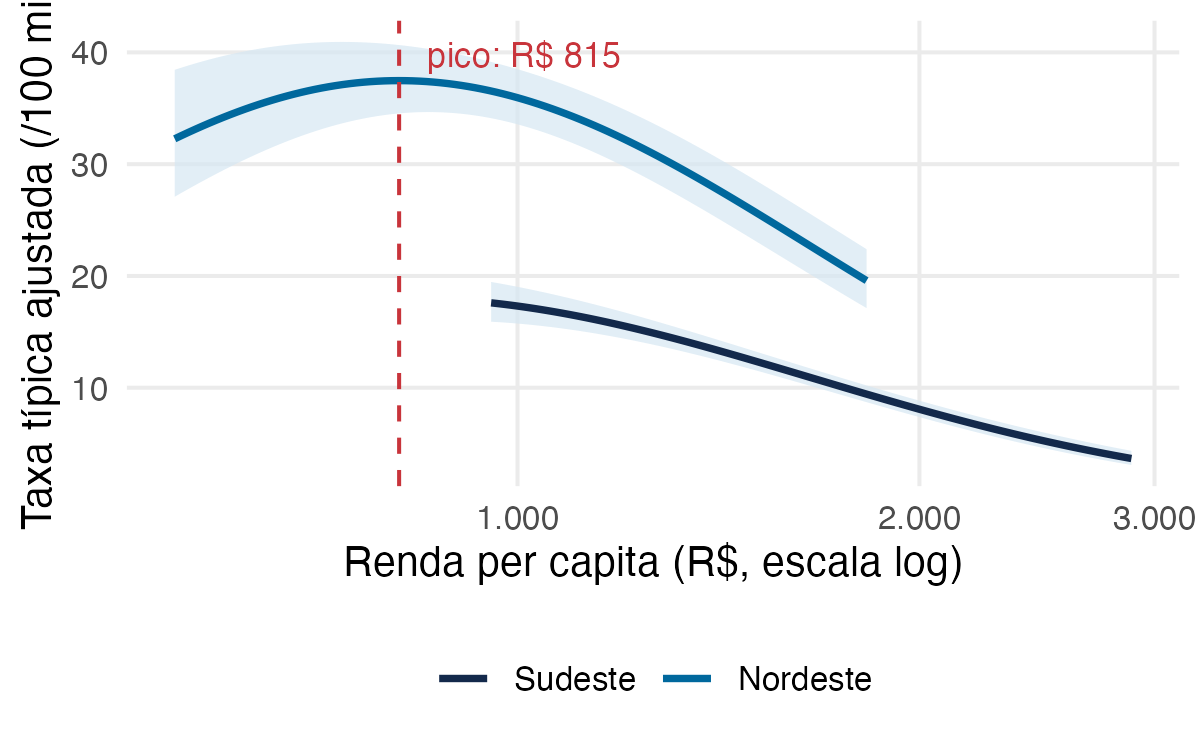 Taxa típica ajustada (/100 mi
40
30
20
10
pico: R$ 815
1.000
2.000
3.000
Renda per capita (R$, escala log)
Sudeste
Nordeste